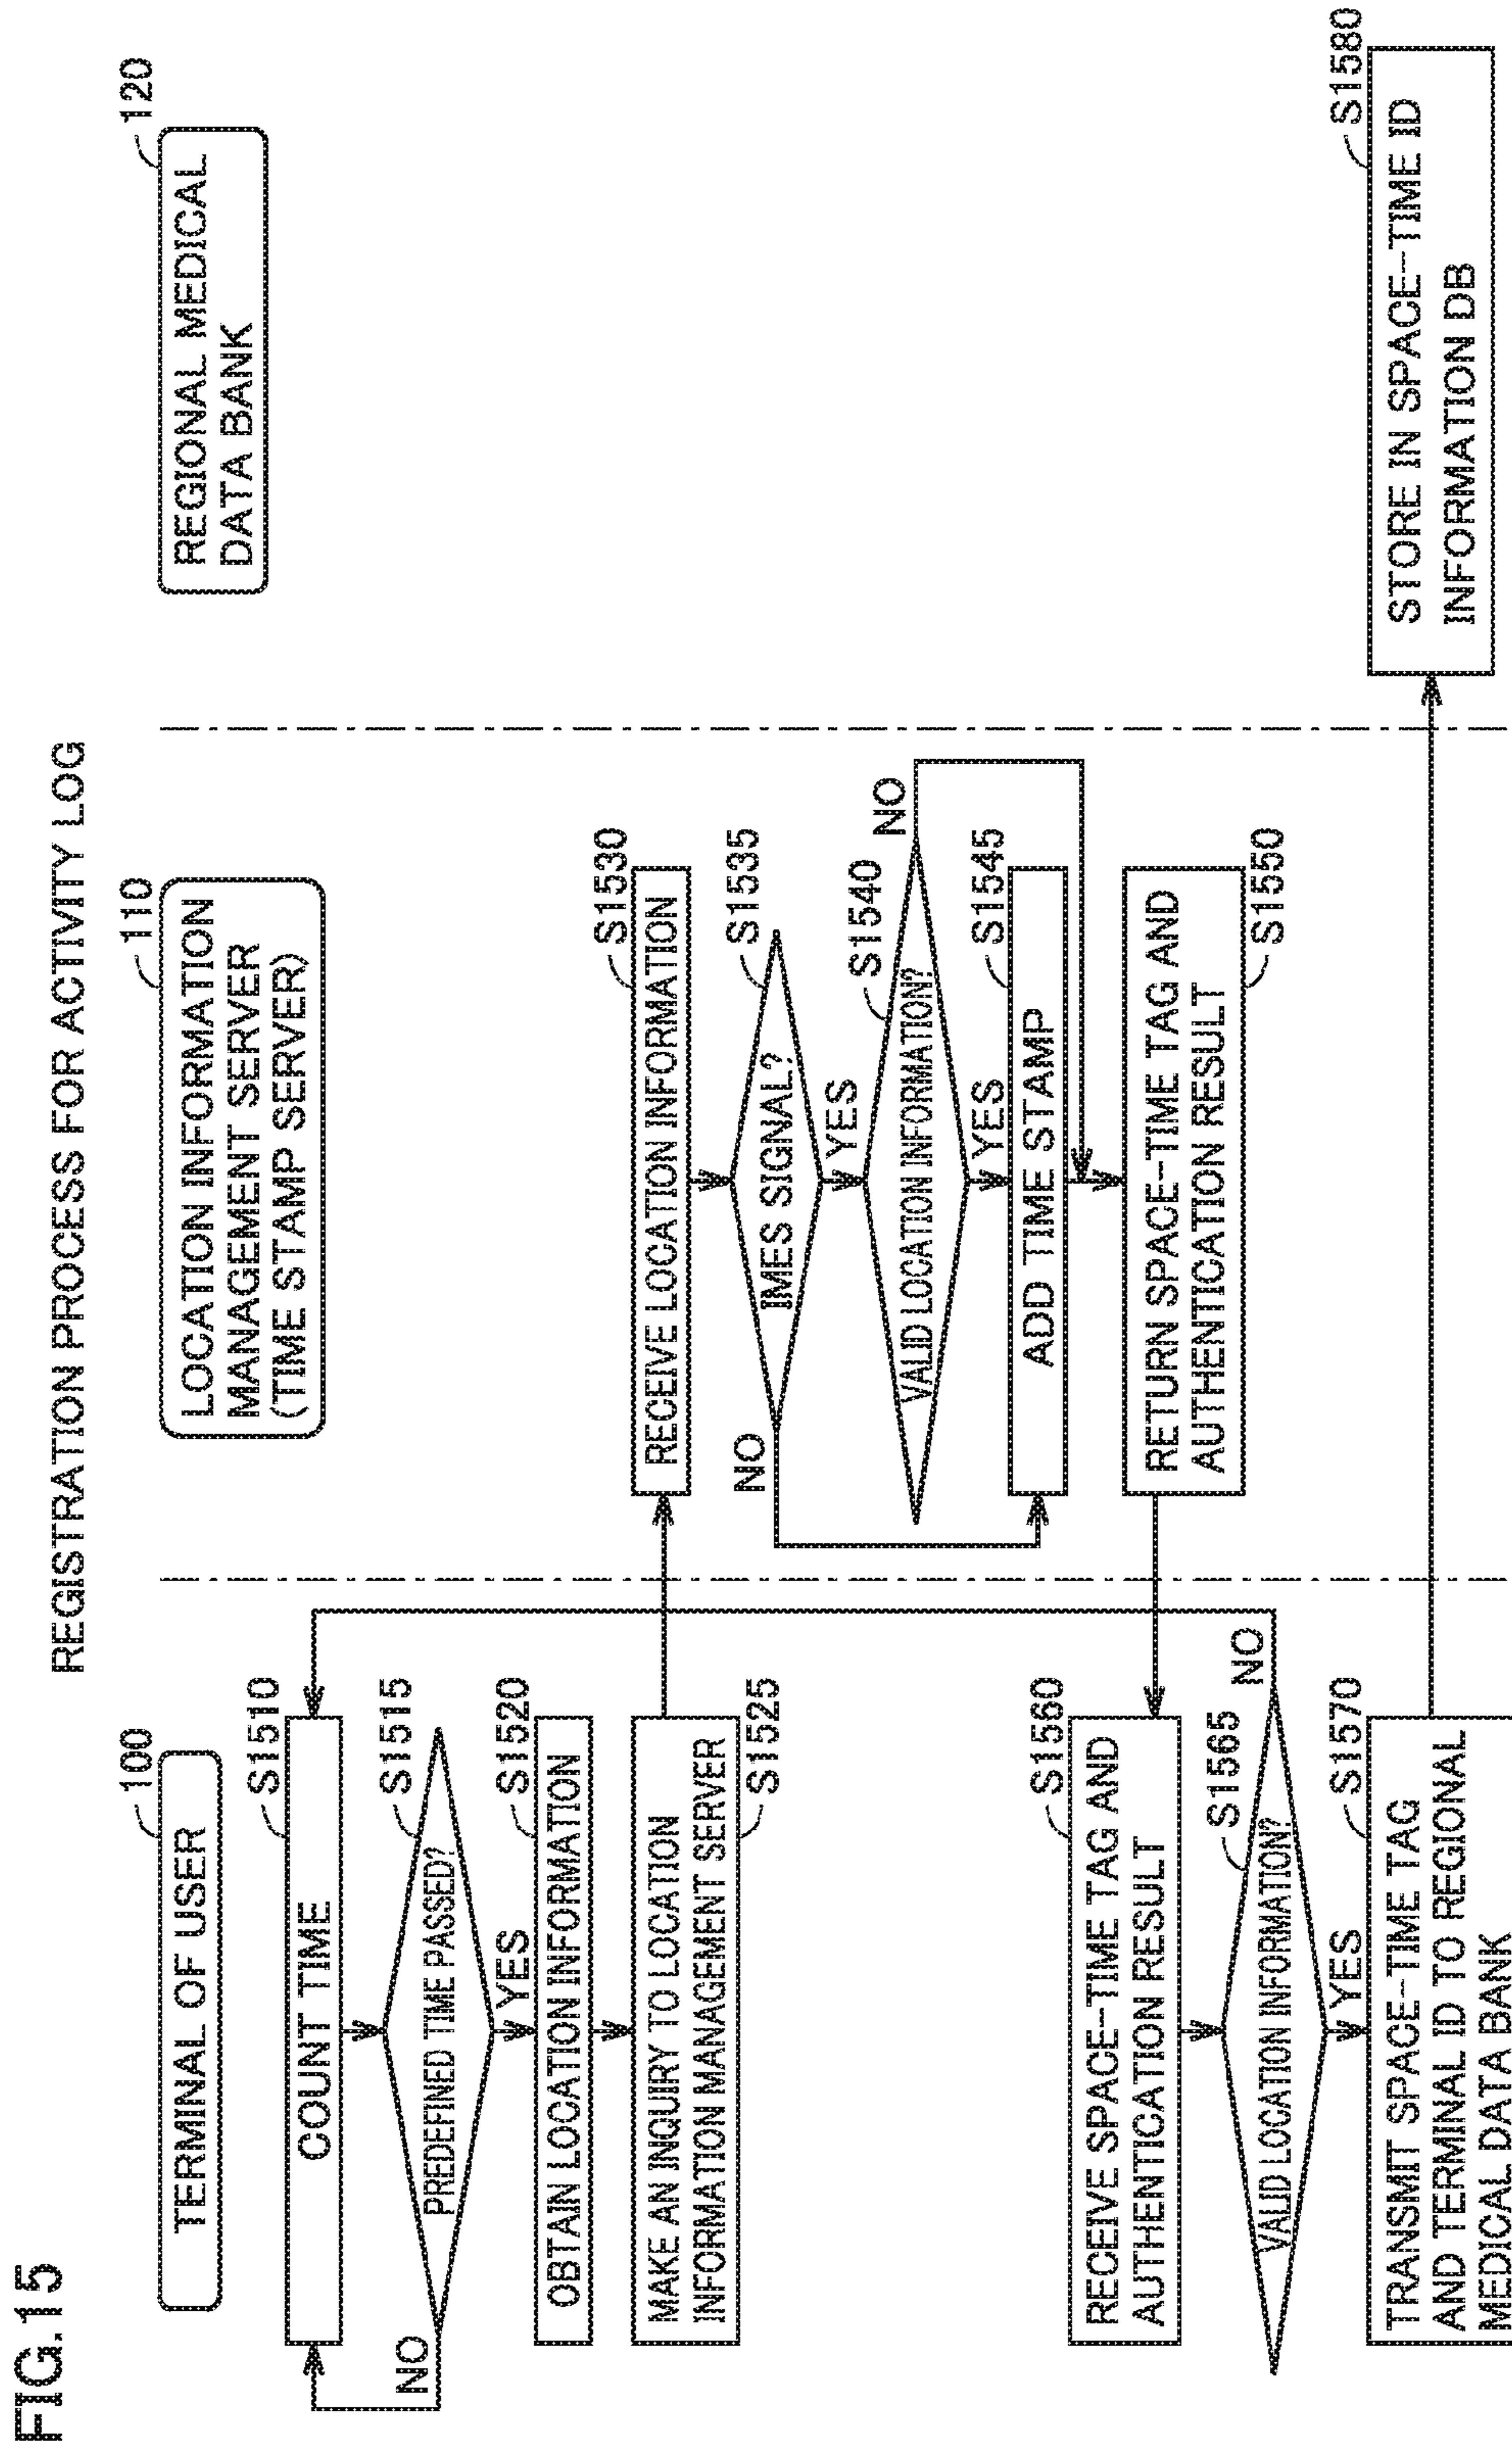 FIG.15
REGISTRATION PROCESS FOR ACTIVITY LOG
100
TERMINAL OF USER
S1510
COUNT TIME
S1515
PREDEFINED TIME PASSED?
NO
YES
S1520
OBTAIN LOCATION INFORMATION
MAKE AN INQUIRY TO LOCATION
INFORMATION MANAGEMENT SERVER
S1525
S1560
RECEIVE SPACE-TIME TAG AND
AUTHENTICATION RESULT
S1565
VALID LOCATION INFORMATION?
NO
YES
S1570
TRANSMIT SPACE-TIME TAG
AND TERMINAL ID TO REGIONAL
MEDICAL DATA BANK
110
LOCATION INFORMATION
MANAGEMENT SERVER
(TIME STAMP SERVER)
S1530
RECEIVE LOCATION INFORMATION
S1535
IMES SIGNAL?
NO
YES
S1540
VALID LOCATION INFORMATION?
NO
YES
S1545
ADD TIME STAMP
RETURN SPACE-TIME TAG AND
AUTHENTICATION RESULT
S1550
120
REGIONAL MEDICAL
DATA BANK
S1580
STORE IN SPACE-TIME ID
INFORMATION DB